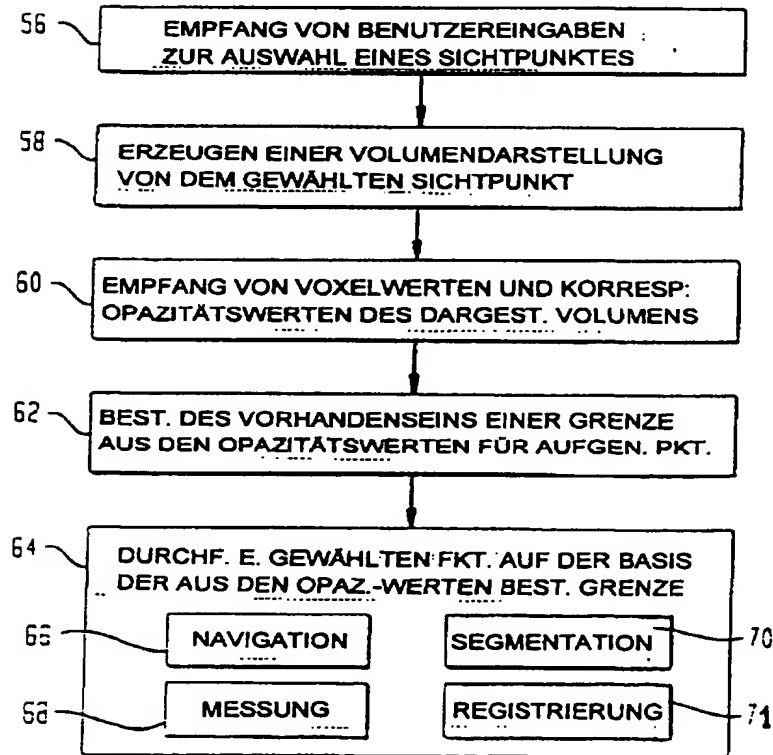 56
EMPFANG VON BENUTZEREINGABEN
ZUR AUSWAHL EINES SICHTPUNKTES
58
ERZEUGEN EINER VOLUMENDARSTELLUNG
VON DEM GEWÄHLTEN SICHTPUNKT
60
EMPFANG VON VOXELWERTEN UND KORRESP:
OPAZITÄTSWERTEN DES DARGEST. VOLUMENS
62
BEST. DES VORHANDENSEINS EINER GRENZE
AUS DEN OPAZITÄTSWERTEN FÜR AUFGEN. PKT.
64
DURCHF. E. GEWÄHLTEN FKT. AUF DER BASIS
DER AUS DEN OPAZ.-WERTEN BEST. GRENZE
66 NAVIGATION SEGMENTATION 70
68 MESSUNG REGISTRIERUNG 71